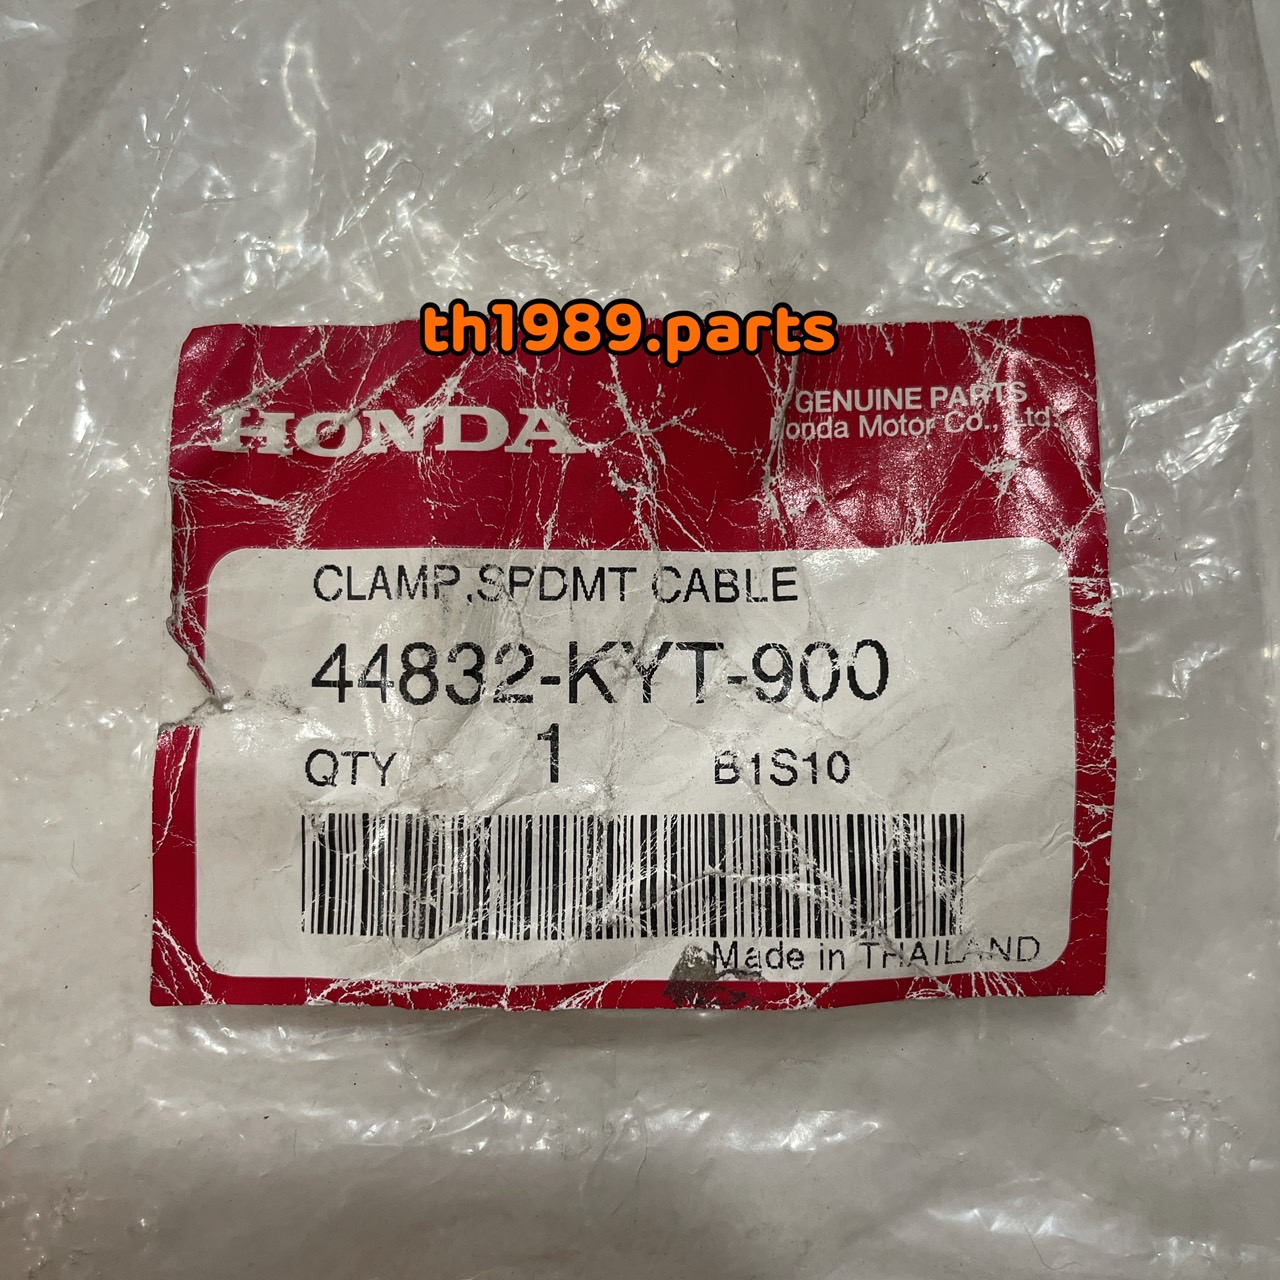 th1989.parts
HONDA
GENUINE PARTS
Honda Motor Co., Ltd.
CLAMP,SPDMT CABLE
44832-KYT-900
QTY 1 B1S10
Made in THAILAND